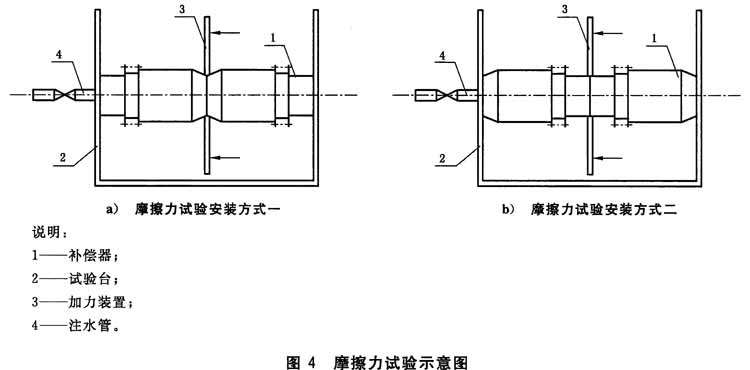 3
1
4
2
a) 摩擦力试验安装方式一
3
1
4
2
b) 摩擦力试验安装方式二
说明：
1——补偿器；
2——试验台；
3——加力装置；
4——注水管。
图 4 摩擦力试验示意图